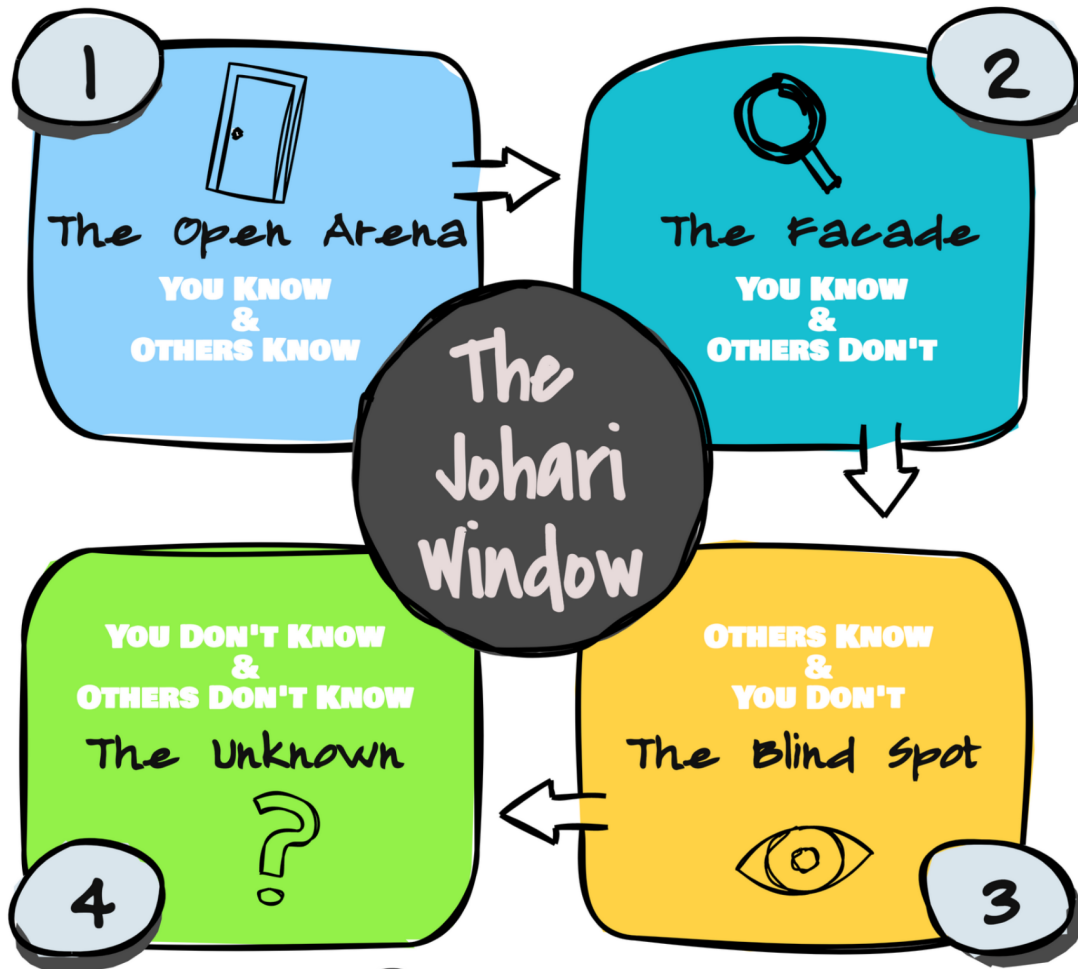 1
The Open Arena
You Know
&
Others Know
2
The Facade
You Know
&
Others Don't
The
Johari
Window
3
Others Know
&
You Don't
The Blind Spot
4
You Don't Know
&
Others Don't Know
The Unknown
?